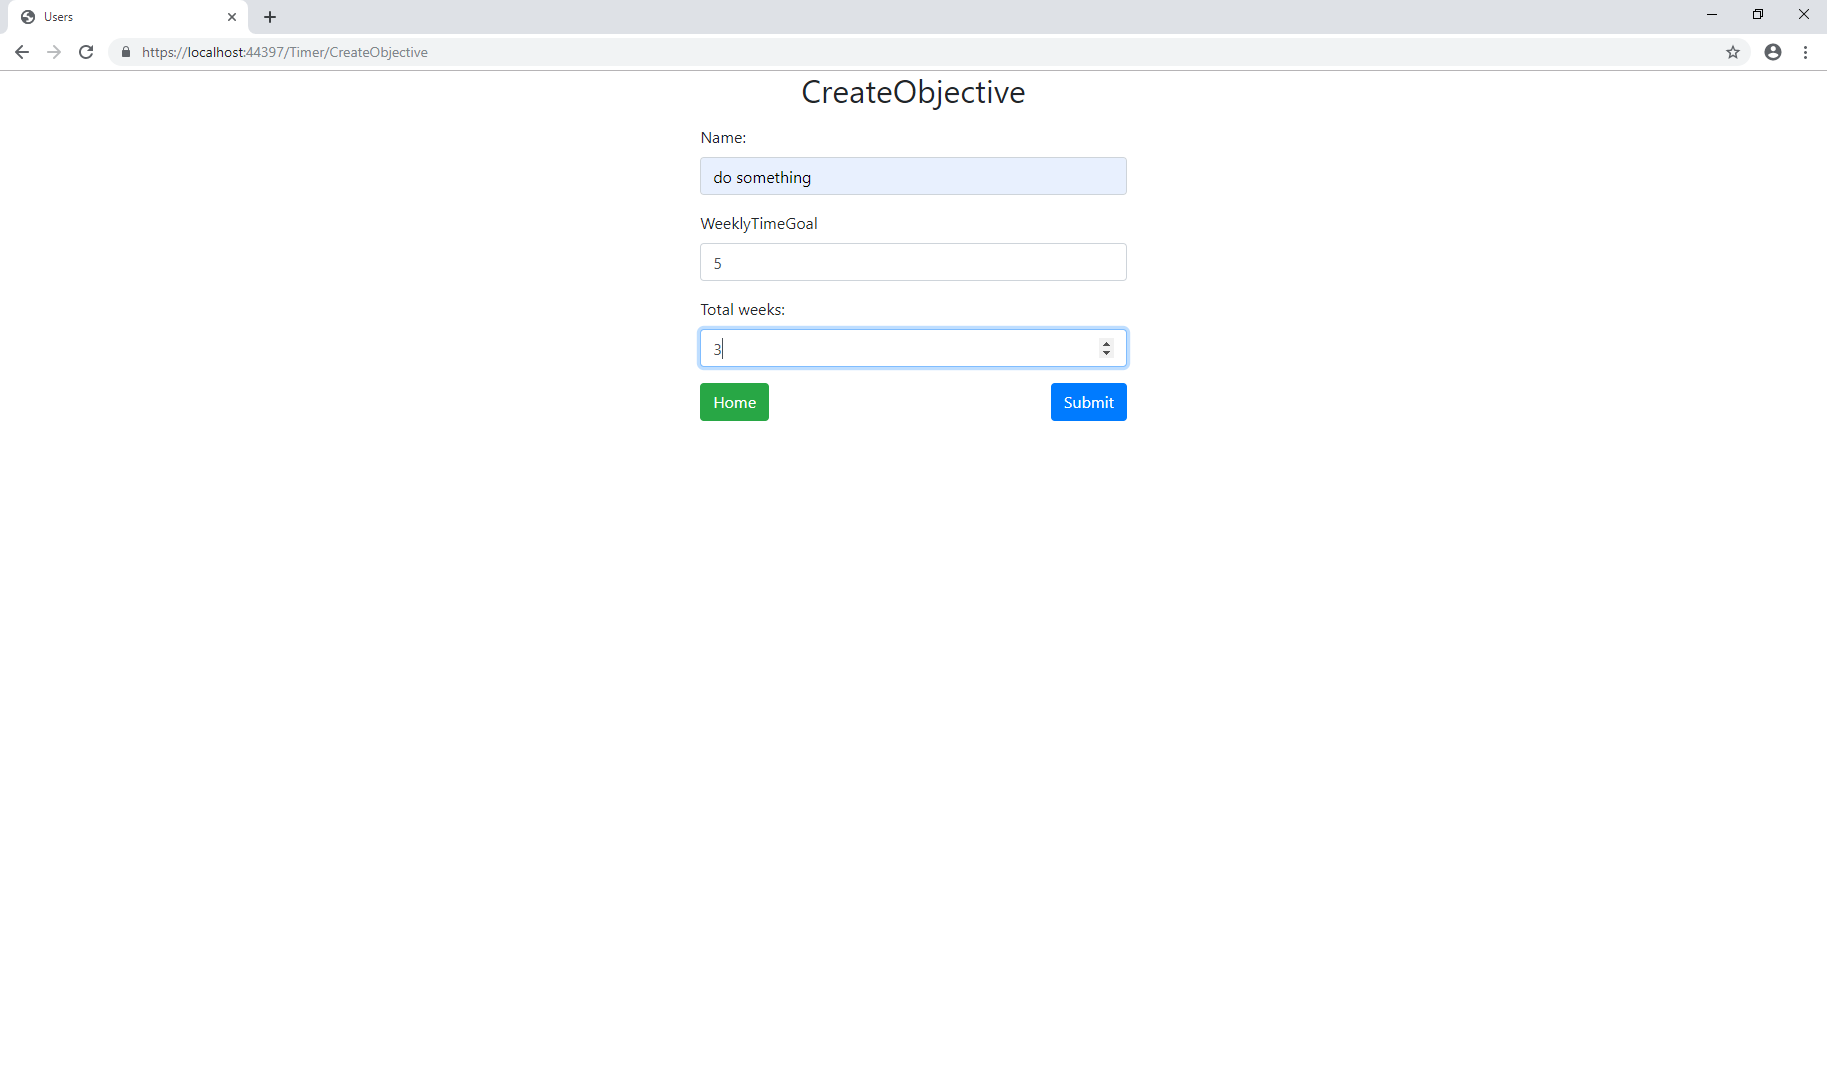 Users
https://localhost:44397/Timer/CreateObjective
CreateObjective
Name:
do something
WeeklyTimeGoal
5
Total weeks:
3
Home Submit